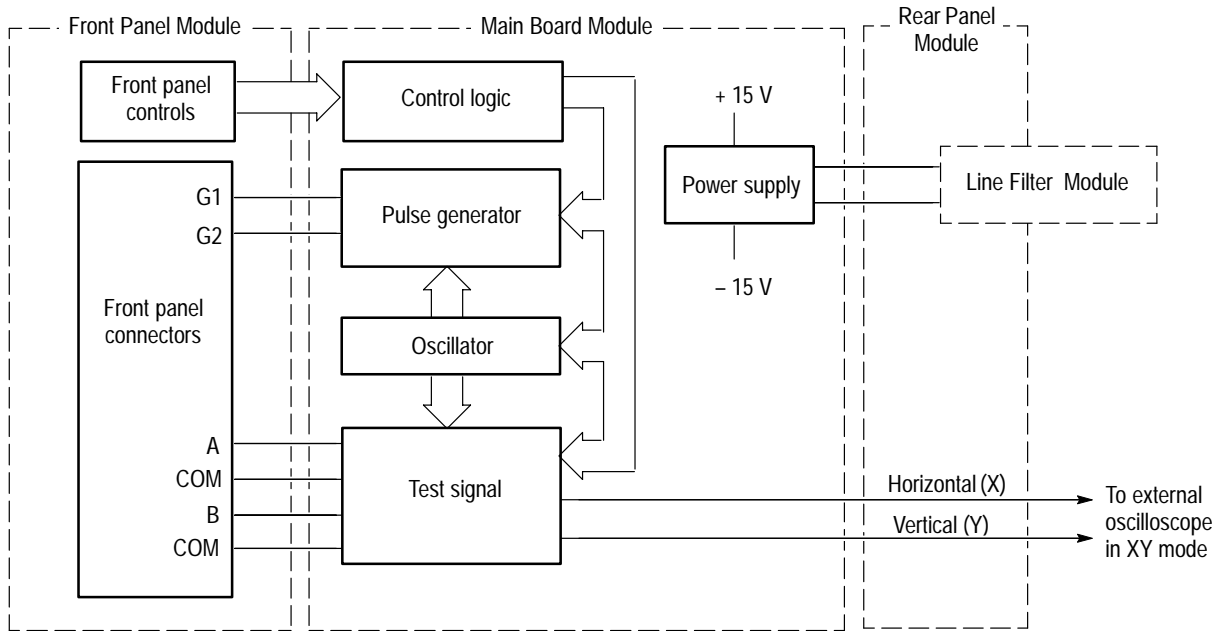 Front Panel Module
Main Board Module
Rear Panel
Module
Front panel
controls
Control logic
+ 15 V
Power supply
– 15 V
Line Filter Module
G1
G2
Pulse generator
Front panel
connectors
Oscillator
A
COM
B
COM
Test signal
Horizontal (X)
Vertical (Y)
To external
oscilloscope
in XY mode